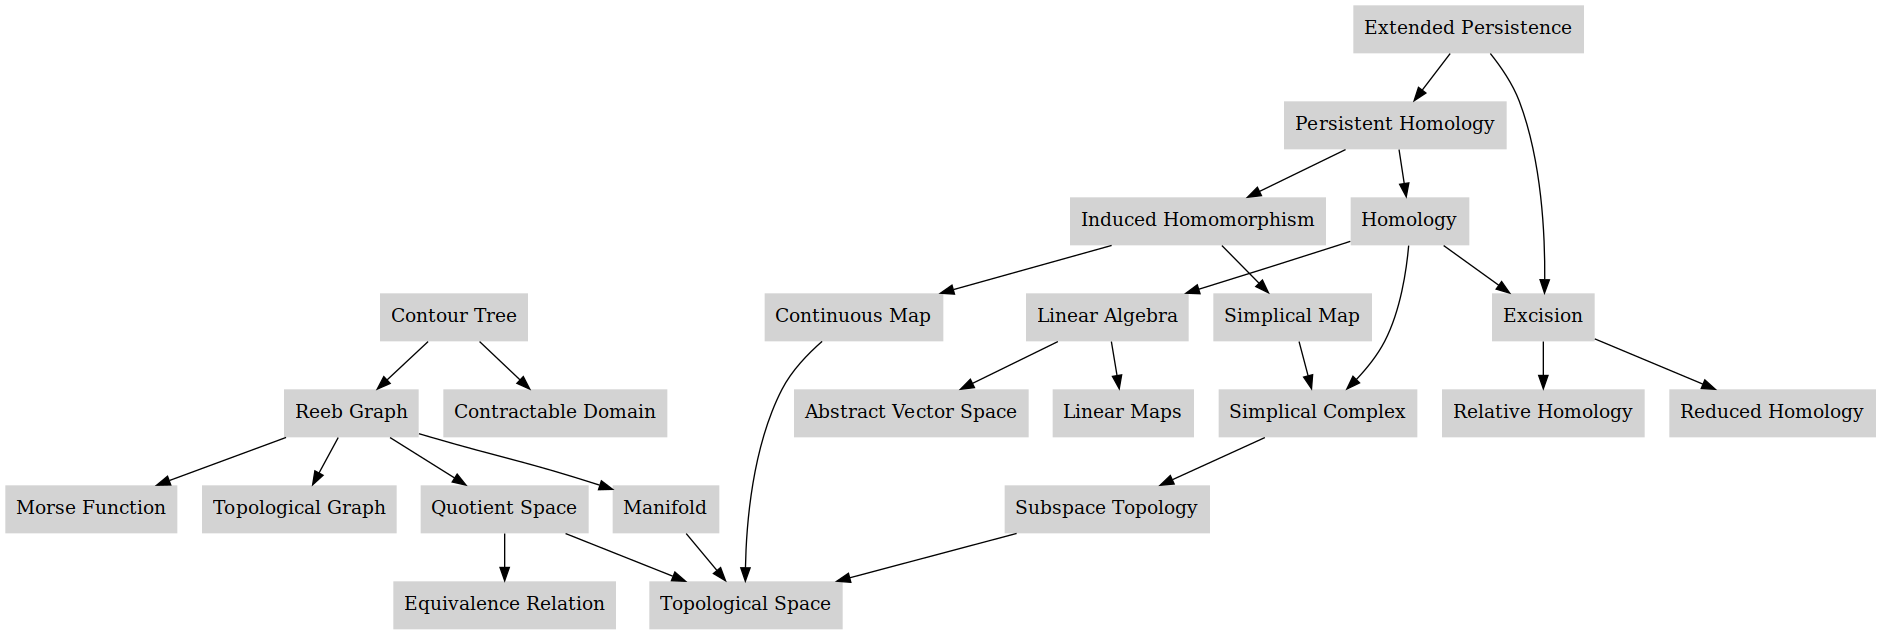 Extended Persistence
Persistent Homology
Induced Homomorphism
Homology
Contour Tree
Continuous Map
Linear Algebra
Simplical Map
Excision
Reeb Graph
Contractable Domain
Abstract Vector Space
Linear Maps
Simplical Complex
Relative Homology
Reduced Homology
Morse Function
Topological Graph
Quotient Space
Manifold
Subspace Topology
Equivalence Relation
Topological Space